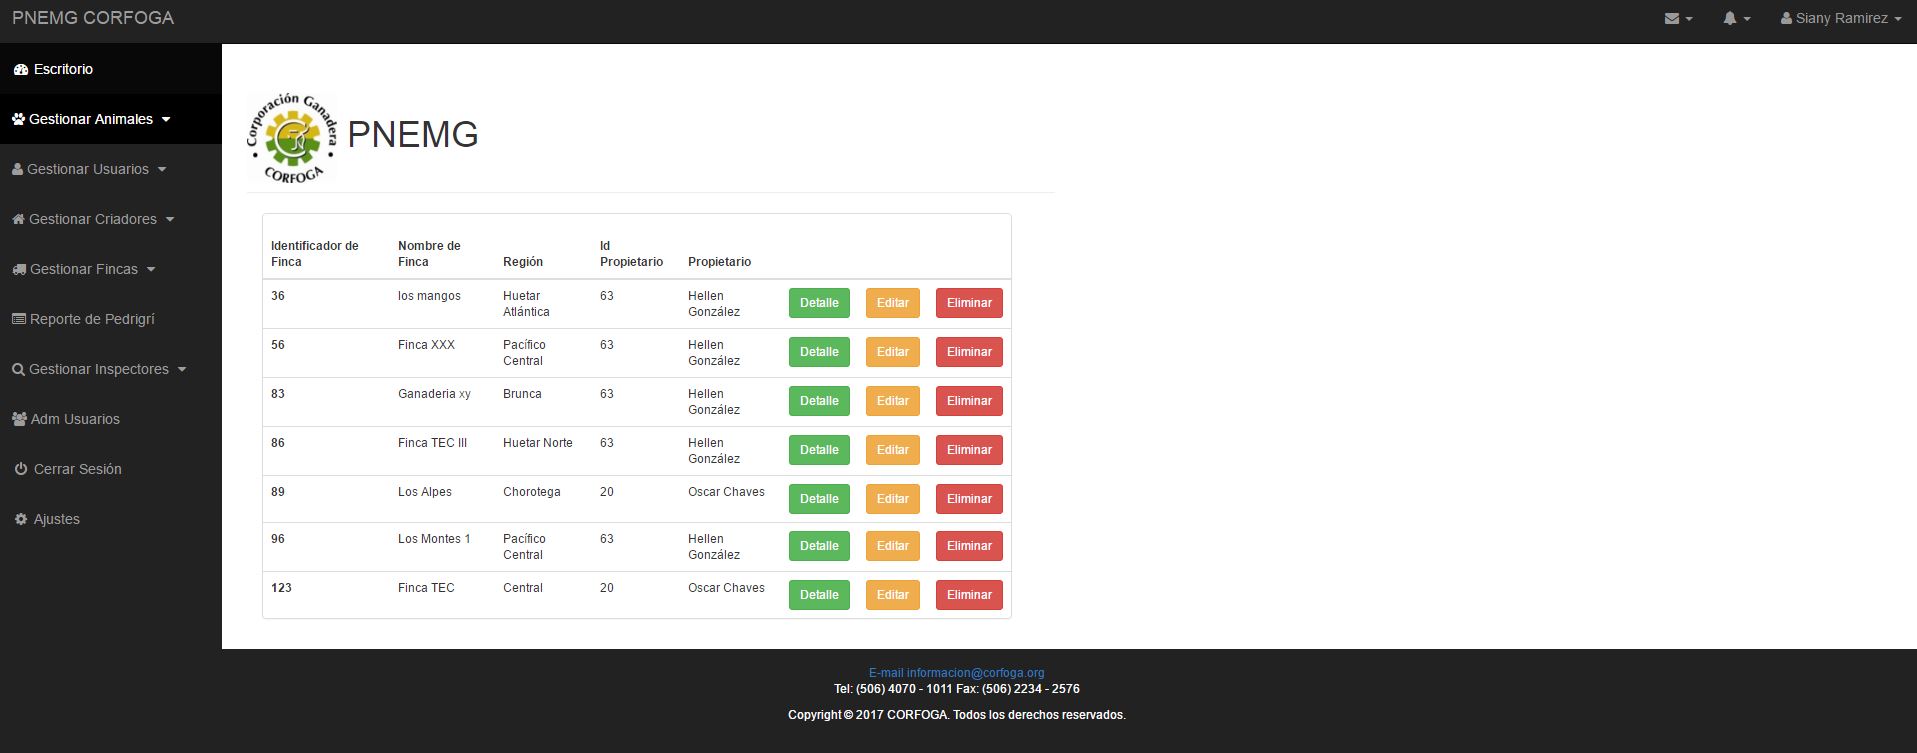 PNEMG CORFOGA
Siany Ramirez
Escritorio
Gestionar Animales
Gestionar Usuarios
Gestionar Criadores
Gestionar Fincas
Reporte de Pedrigrí
Gestionar Inspectores
Adm Usuarios
Cerrar Sesión
Ajustes
Corporación Ganadera
CORFOGA
PNEMG
Identificador de Finca Nombre de Finca Región Id Propietario Propietario
36 los mangos Huetar Atlántica 63 Hellen González Detalle Editar Eliminar
56 Finca XXX Pacífico Central 63 Hellen González Detalle Editar Eliminar
83 Ganaderia xy Brunca 63 Hellen González Detalle Editar Eliminar
86 Finca TEC III Huetar Norte 63 Hellen González Detalle Editar Eliminar
89 Los Alpes Chorotega 20 Oscar Chaves Detalle Editar Eliminar
96 Los Montes 1 Pacífico Central 63 Hellen González Detalle Editar Eliminar
123 Finca TEC Central 20 Oscar Chaves Detalle Editar Eliminar
E-mail informacion@corfoga.org
Tel: (506) 4070 - 1011 Fax: (506) 2234 - 2576
Copyright © 2017 CORFOGA. Todos los derechos reservados.